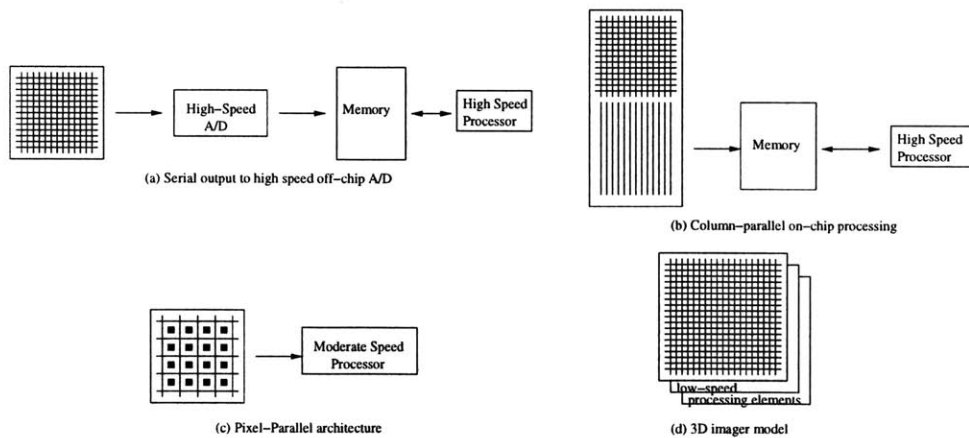 High−Speed
A/D
Memory
High Speed
Processor
(a) Serial output to high speed off−chip A/D
Memory
High Speed
Processor
(b) Column−parallel on−chip processing
Moderate Speed
Processor
(c) Pixel−Parallel architecture
low−speed
processing elements
(d) 3D imager model